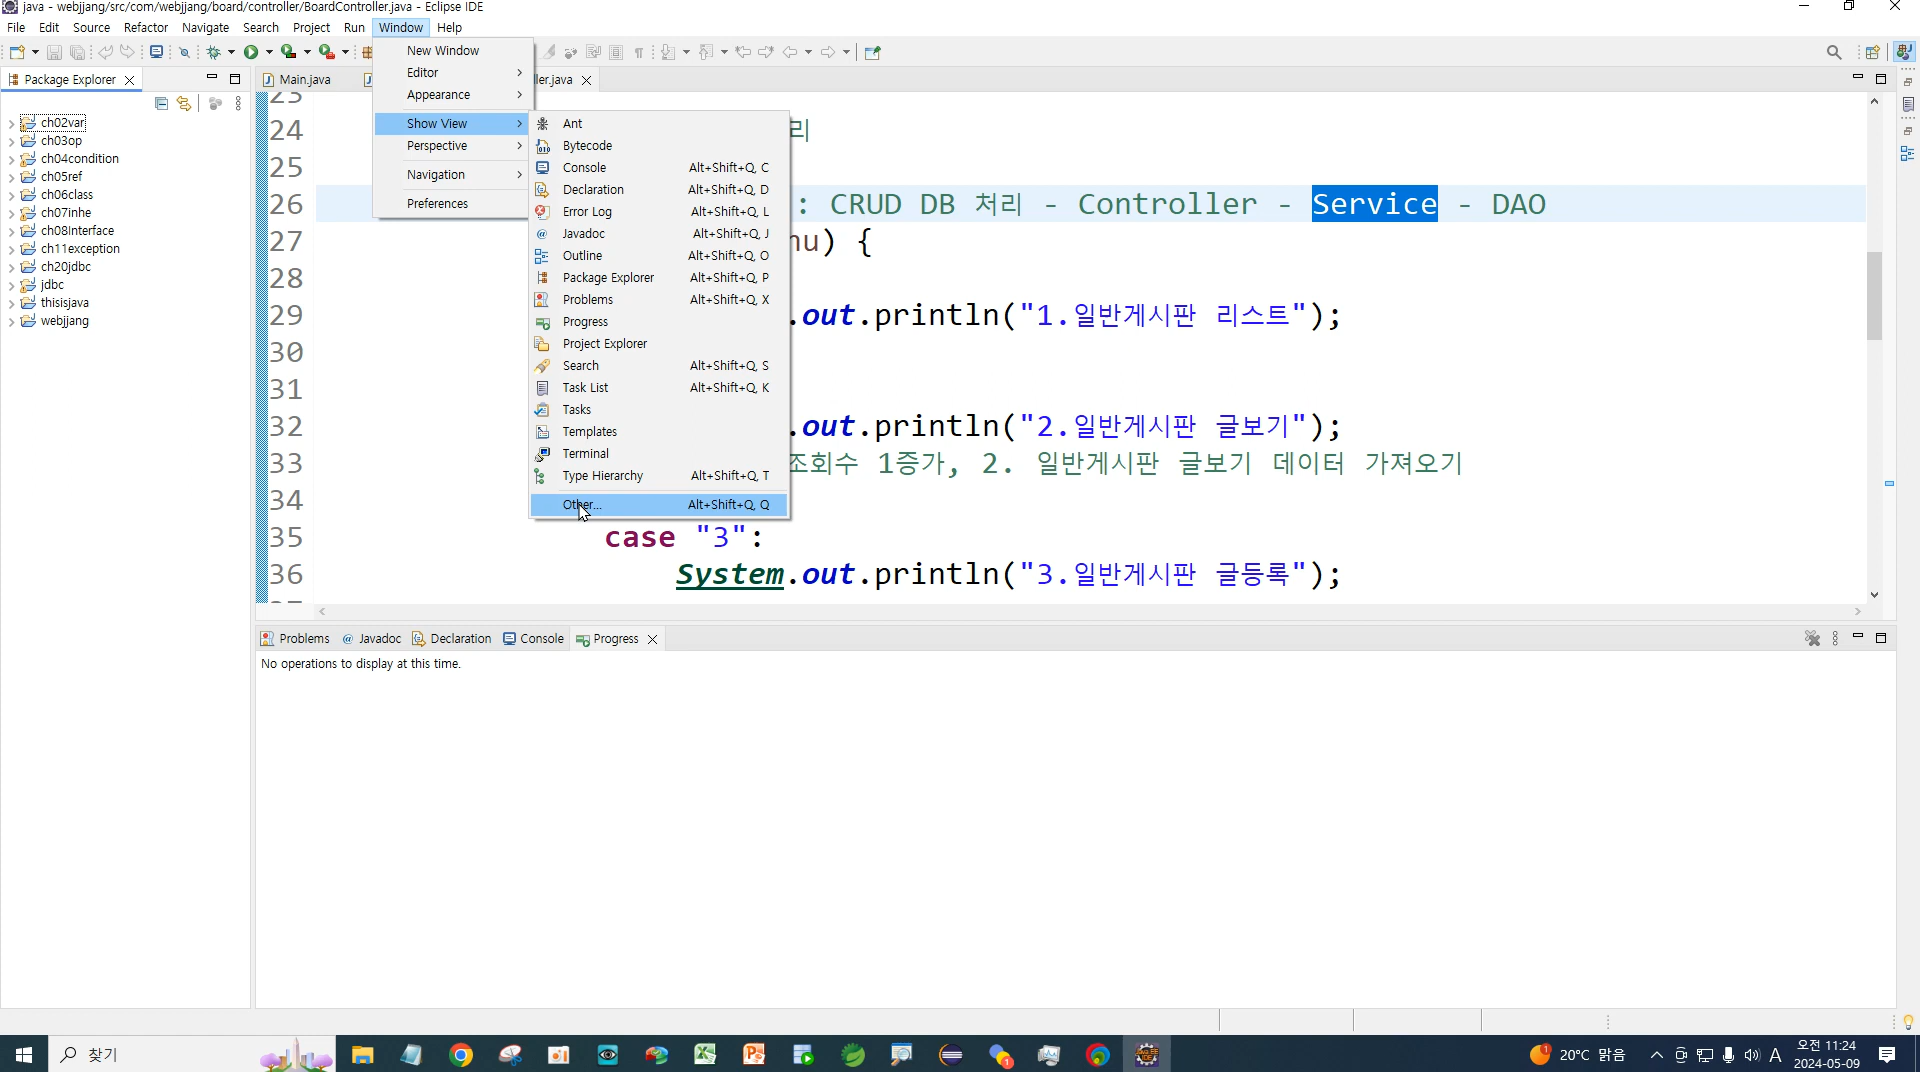 java - webjjang/src/com/webjjang/board/controller/BoardController.java - Eclipse IDE
File Edit Source Refactor Navigate Search Project Run Window Help
New Window
Editor
Appearance
Show View
Perspective
Navigation
Preferences
Ant
Bytecode
Console Alt+Shift+Q, C
Declaration Alt+Shift+Q, D
Error Log Alt+Shift+Q, L
Javadoc Alt+Shift+Q, J
Outline Alt+Shift+Q, O
Package Explorer Alt+Shift+Q, P
Problems Alt+Shift+Q, X
Progress
Project Explorer
Search Alt+Shift+Q, S
Task List Alt+Shift+Q, K
Tasks
Templates
Terminal
Type Hierarchy Alt+Shift+Q, T
Other... Alt+Shift+Q, Q
Package Explorer
ch02var
ch03op
ch04condition
ch05ref
ch06class
ch07inhe
ch08Interface
ch11exception
ch20jdbc
jdbc
thisisjava
webjjang
Main.java ller.java
23
24 리
25
26 : CRUD DB 처리 - Controller - Service - DAO
27 nu) {
28
29 .out.println("1.일반게시판 리스트");
30
31
32 .out.println("2.일반게시판 글보기");
33 조회수 1증가, 2. 일반게시판 글보기 데이터 가져오기
34
35 case "3":
36 System.out.println("3.일반게시판 글등록");
Problems Javadoc Declaration Console Progress
No operations to display at this time.
찾기
20°C 맑음
A
오전 11:24
2024-05-09